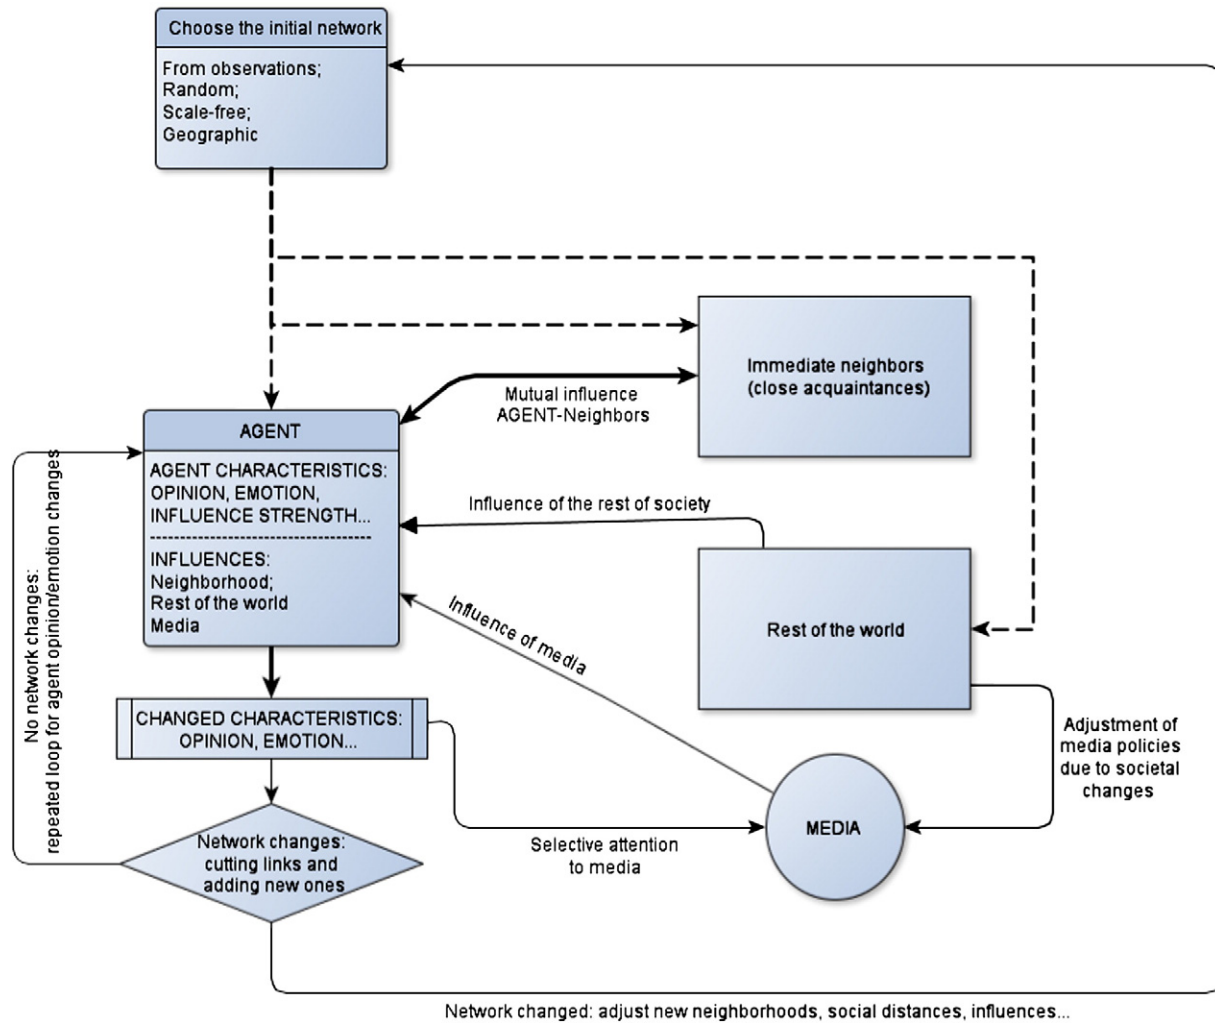 Choose the initial network
From observations;
Random;
Scale-free;
Geographic
Immediate neighbors
(close acquaintances)
Mutual influence
AGENT-Neighbors
AGENT
AGENT CHARACTERISTICS:
OPINION, EMOTION,
INFLUENCE STRENGTH...
------------------------------------
INFLUENCES:
Neighborhood;
Rest of the world
Media
Influence of the rest of society
Rest of the world
Influence of media
No network changes:
repeated loop for agent opinion/emotion changes
CHANGED CHARACTERISTICS:
OPINION, EMOTION...
Adjustment of
media policies
due to societal
changes
MEDIA
Selective attention
to media
Network changes:
cutting links and
adding new ones
Network changed: adjust new neighborhoods, social distances, influences...